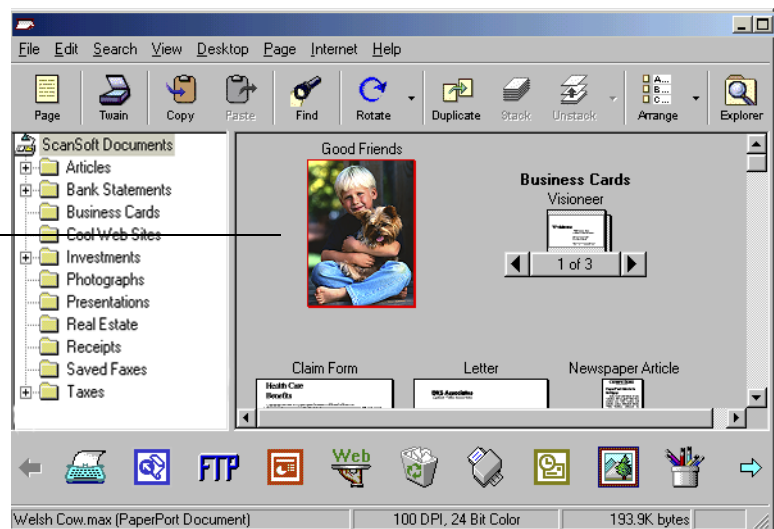 File Edit Search View Desktop Page Internet Help
Page Twain Copy Paste Find Rotate Duplicate Stack Unstack Arrange Explorer
A...
B...
C...
ScanSoft Documents
Articles
Bank Statements
Business Cards
Cool Web Sites
Investments
Photographs
Presentations
Real Estate
Receipts
Saved Faxes
Taxes
Good Friends
Business Cards
Visioneer
1 of 3
Claim Form
Letter
Newspaper Article
Health Care
Benefits
FTP
Web
Welsh Cow.max (PaperPort Document)
100 DPI, 24 Bit Color
193.9K bytes